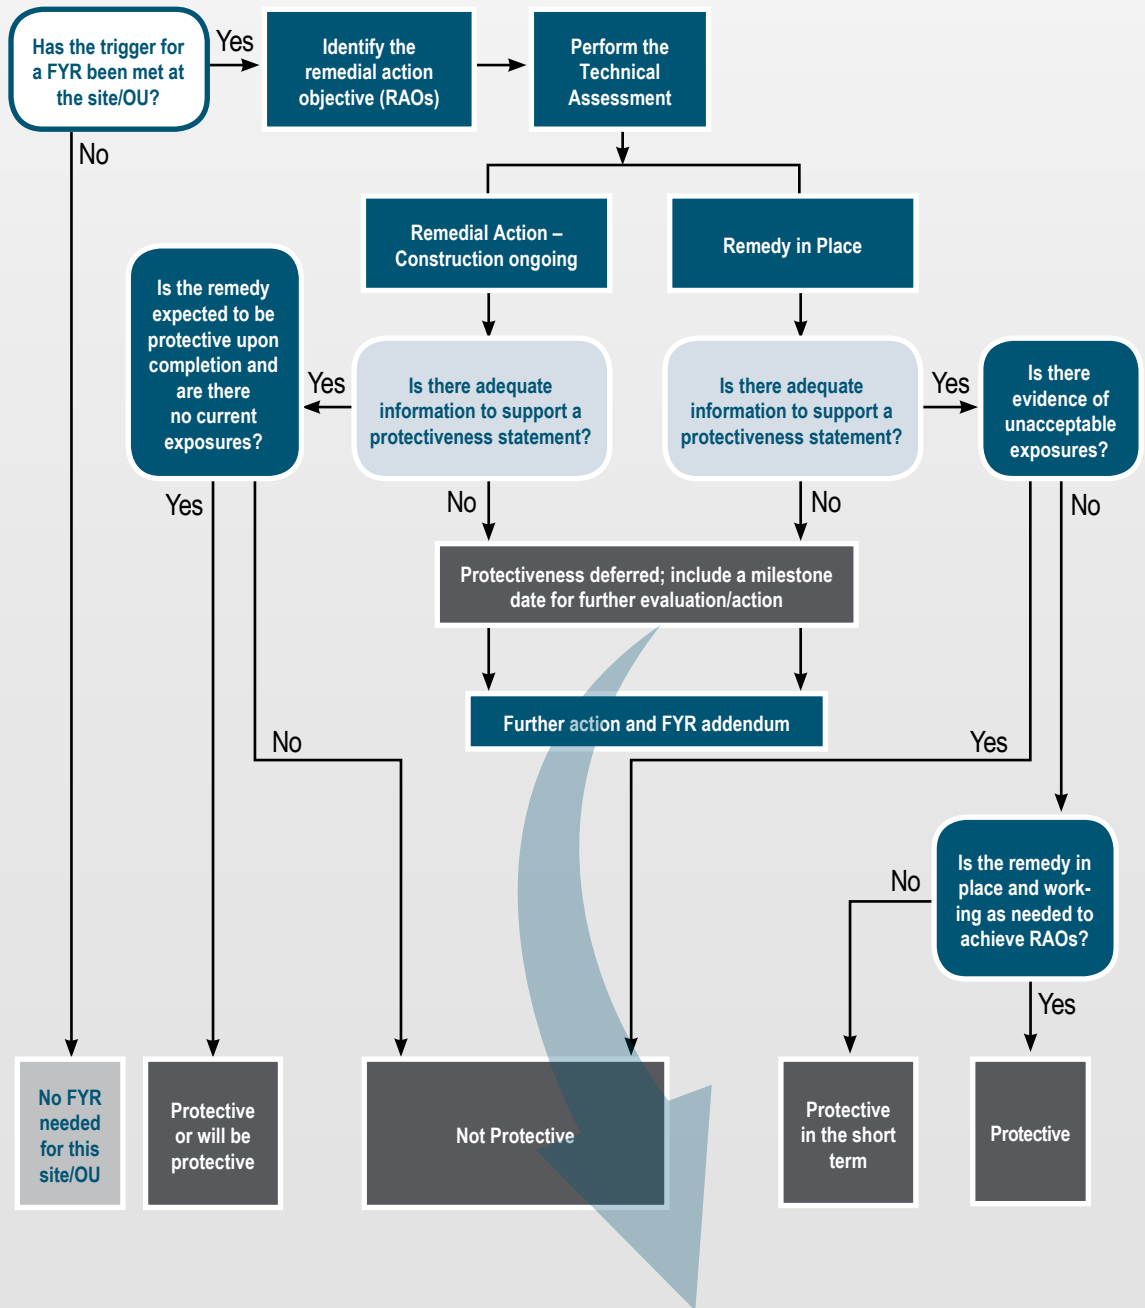 Has the trigger for
a FYR been met at
the site/OU?
Yes
Identify the
remedial action
objective (RAOs)
Perform the
Technical
Assessment
No
Remedial Action –
Construction ongoing
Remedy in Place
Is the remedy
expected to be
protective upon
completion and
are there
no current
exposures?
Yes
Is there adequate
information to support a
protectiveness statement?
Is there adequate
information to support a
protectiveness statement?
Yes
Is there
evidence of
unacceptable
exposures?
Yes
No
No
No
Protectiveness deferred; include a milestone
date for further evaluation/action
Further action and FYR addendum
No
Yes
Is the remedy in
place and work-
ing as needed to
achieve RAOs?
No
Yes
No FYR
needed
for this
site/OU
Protective
or will be
protective
Not Protective
Protective
in the short
term
Protective